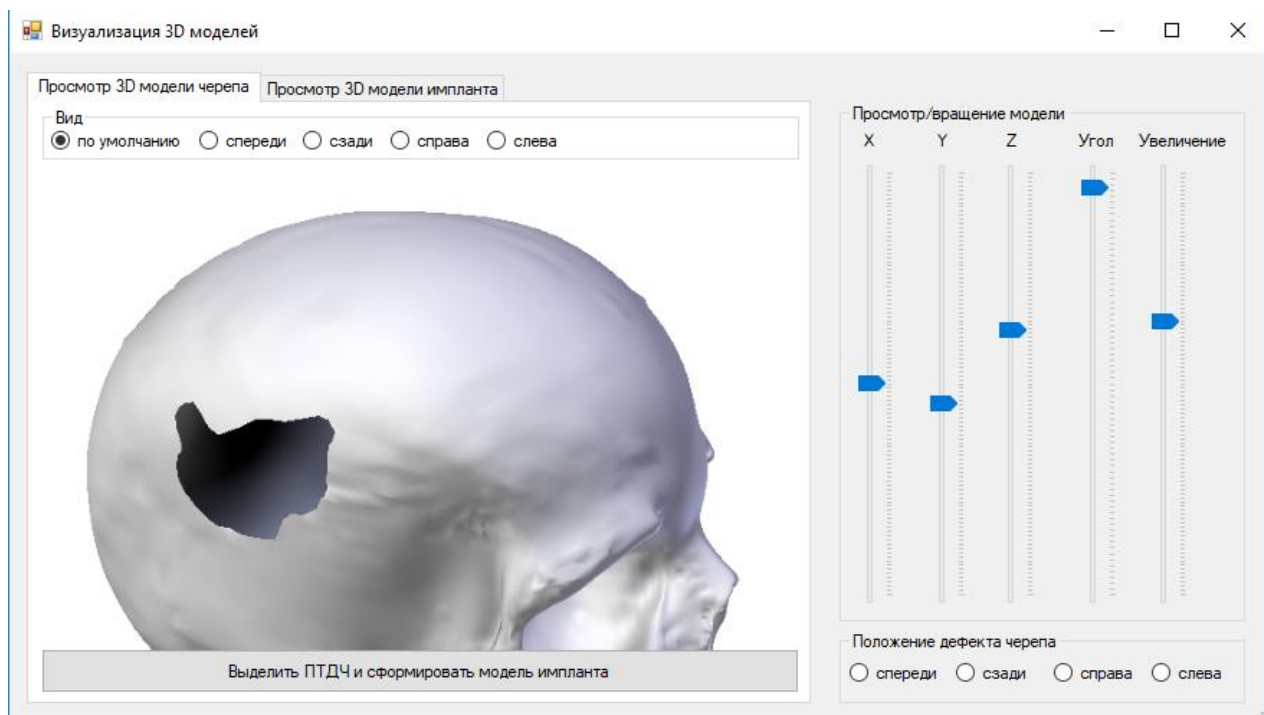 Визуализация 3D моделей
Просмотр 3D модели черепа Просмотр 3D модели импланта
Вид
по умолчанию спереди сзади справа слева
Выделить ПТДЧ и сформировать модель импланта
Просмотр/вращение модели
X Y Z Угол Увеличение
Положение дефекта черепа
спереди сзади справа слева